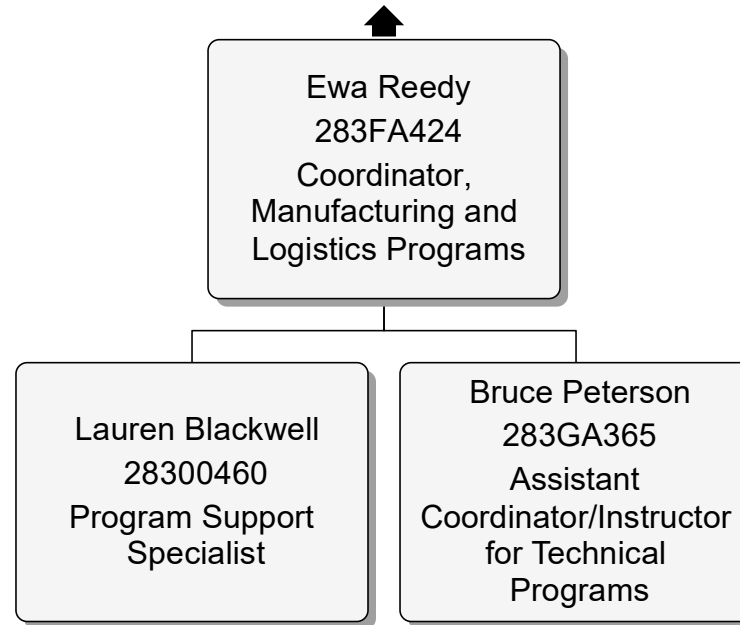 Ewa Reedy
283FA424
Coordinator,
Manufacturing and
Logistics Programs
Lauren Blackwell
28300460
Program Support
Specialist
Bruce Peterson
283GA365
Assistant
Coordinator/Instructor
for Technical
Programs